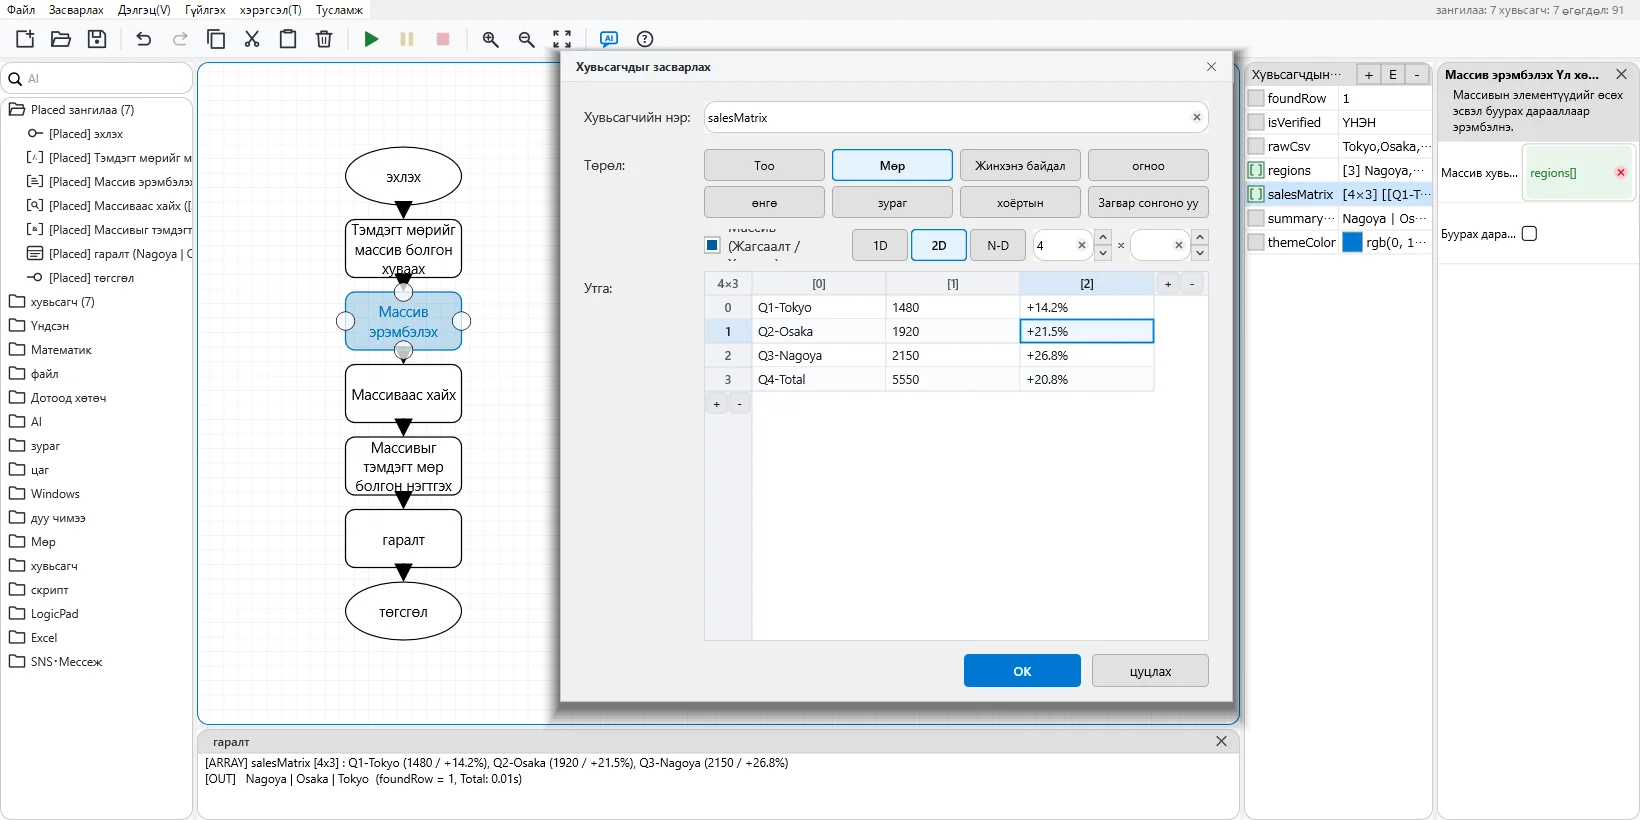 Файл Засварлах Дэлгэц(V) Гүйлгэх хэрэгсэл(T) Тусламж
зангилаа: 7 хувьсагч: 7 өгөгдөл: 91
AI
Placed зангилаа (7)
[Placed] эхлэх
[Placed] Тэмдэгт мөрийг м
[Placed] Массив эрэмбэлэх
[Placed] Массиваас хайх ([
[Placed] Массивыг тэмдэгт
[Placed] гаралт (Nagoya | O
[Placed] төгсгөл
хувьсагч (7)
Үндсэн
Математик
файл
Дотоод хөтөч
AI
зураг
цаг
Windows
дуу чимээ
Мөр
хувьсагч
скрипт
LogicPad
Excel
SNS･Мессеж
эхлэх
Тэмдэгт мөрийг
массив болгон
хуваах
Массив
эрэмбэлэх
Массиваас хайх
Массивыг
тэмдэгт мөр
болгон нэгтгэх
гаралт
төгсгөл
Хувьсагчдыг засварлах
Хувьсагчийн нэр: salesMatrix
Төрөл: Тоо Мөр Жинхэнэ байдал огноо
өнгө зураг хоёртын Загвар сонгоно уу
(Жагсаалт / 1D 2D N-D 4 ×
Утга: 4×3 [0] [1] [2] + -
0 Q1-Tokyo 1480 +14.2%
1 Q2-Osaka 1920 +21.5%
2 Q3-Nagoya 2150 +26.8%
3 Q4-Total 5550 +20.8%
+ -
OK цуцлах
Хувьсагчдын··· + E -
foundRow 1
isVerified ҮНЭН
rawCsv Tokyo,Osaka,···
regions [3] Nagoya,···
salesMatrix [4×3] [[Q1-T···
summary··· Nagoya | Os···
themeColor rgb(0, 1···
Массив эрэмбэлэх Үл хө...
Массивын элементүүдийг өсөх
эсвэл буурах дарааллаар
эрэмбэлнэ.
Массив хувь... regions[]
Буурах дара...
гаралт
[ARRAY] salesMatrix [4x3] : Q1-Tokyo (1480 / +14.2%), Q2-Osaka (1920 / +21.5%), Q3-Nagoya (2150 / +26.8%)
[OUT] Nagoya | Osaka | Tokyo (foundRow = 1, Total: 0.01s)